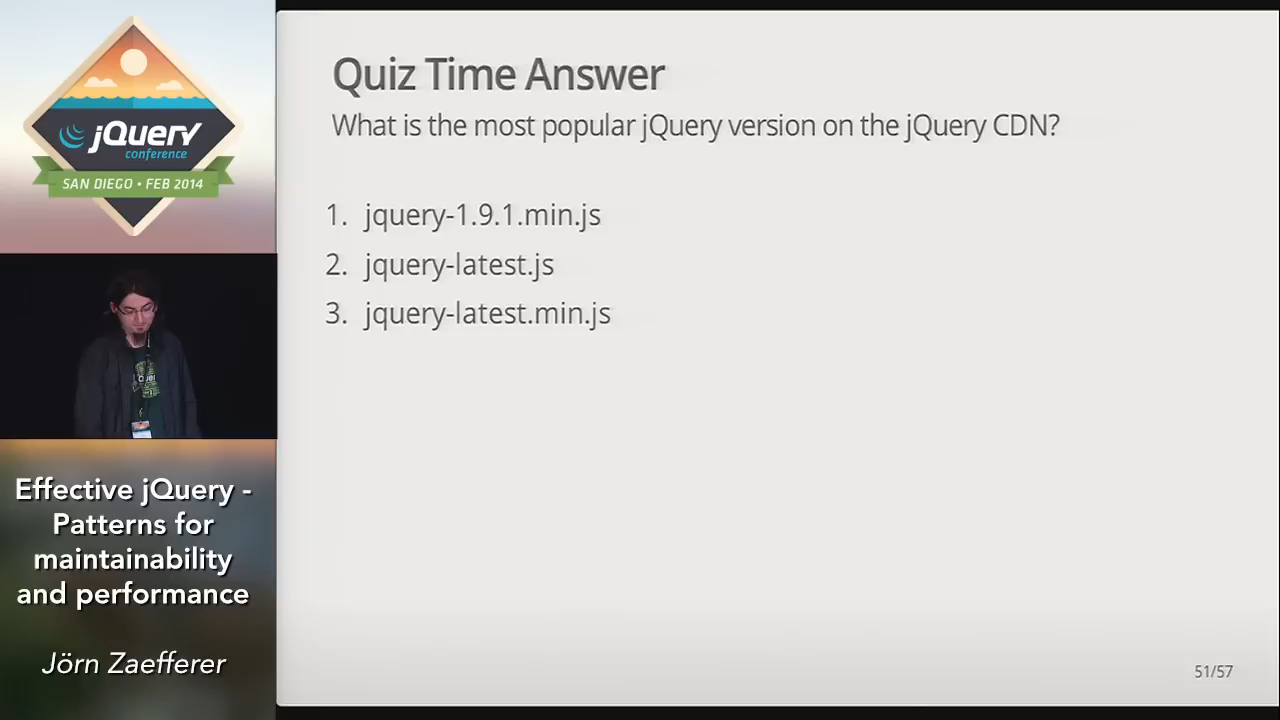 jQuery
conference
SAN DIEGO • FEB 2014
Effective jQuery -
Patterns for
maintainability
and performance
Jörn Zaefferer
Quiz Time Answer
What is the most popular jQuery version on the jQuery CDN?
1. jquery-1.9.1.min.js
2. jquery-latest.js
3. jquery-latest.min.js
51/57